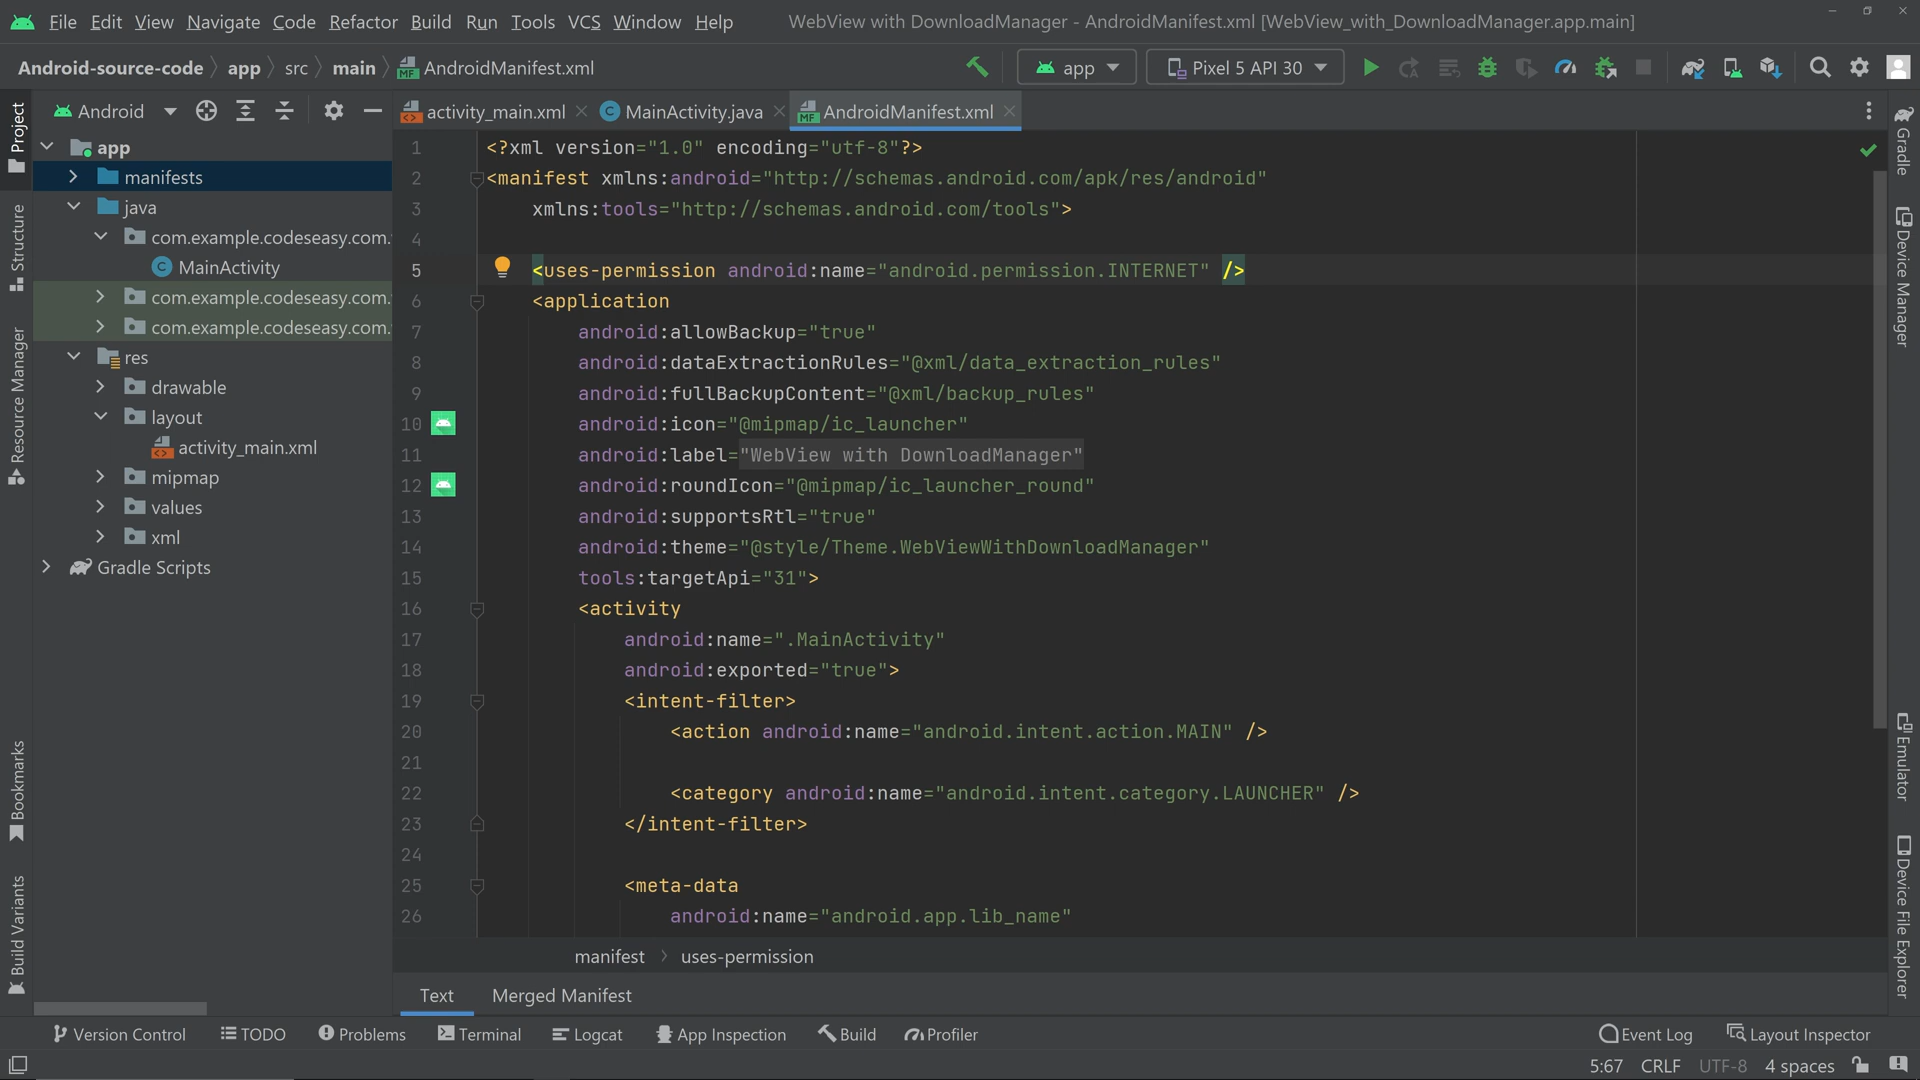 File Edit View Navigate Code Refactor Build Run Tools VCS Window Help WebView with DownloadManager - AndroidManifest.xml [WebView_with_DownloadManager.app.main]
Android-source-code app src main AndroidManifest.xml app Pixel 5 API 30
Android activity_main.xml MainActivity.java AndroidManifest.xml
Project
Structure
Resource Manager
Bookmarks
Build Variants
app
manifests
java
com.example.codeseasy.com.
MainActivity
com.example.codeseasy.com.
com.example.codeseasy.com.
res
drawable
layout
activity_main.xml
mipmap
values
xml
Gradle Scripts
1 <?xml version="1.0" encoding="utf-8"?>
2 <manifest xmlns:android="http://schemas.android.com/apk/res/android"
3 xmlns:tools="http://schemas.android.com/tools">
4
5 <uses-permission android:name="android.permission.INTERNET" />
6 <application
7 android:allowBackup="true"
8 android:dataExtractionRules="@xml/data_extraction_rules"
9 android:fullBackupContent="@xml/backup_rules"
10 android:icon="@mipmap/ic_launcher"
11 android:label="WebView with DownloadManager"
12 android:roundIcon="@mipmap/ic_launcher_round"
13 android:supportsRtl="true"
14 android:theme="@style/Theme.WebViewWithDownloadManager"
15 tools:targetApi="31">
16 <activity
17 android:name=".MainActivity"
18 android:exported="true">
19 <intent-filter>
20 <action android:name="android.intent.action.MAIN" />
21
22 <category android:name="android.intent.category.LAUNCHER" />
23 </intent-filter>
24
25 <meta-data
26 android:name="android.app.lib_name"
Gradle
Device Manager
Emulator
Device File Explorer
manifest uses-permission
Text Merged Manifest
Version Control TODO Problems Terminal Logcat App Inspection Build Profiler Event Log Layout Inspector
5:67 CRLF UTF-8 4 spaces